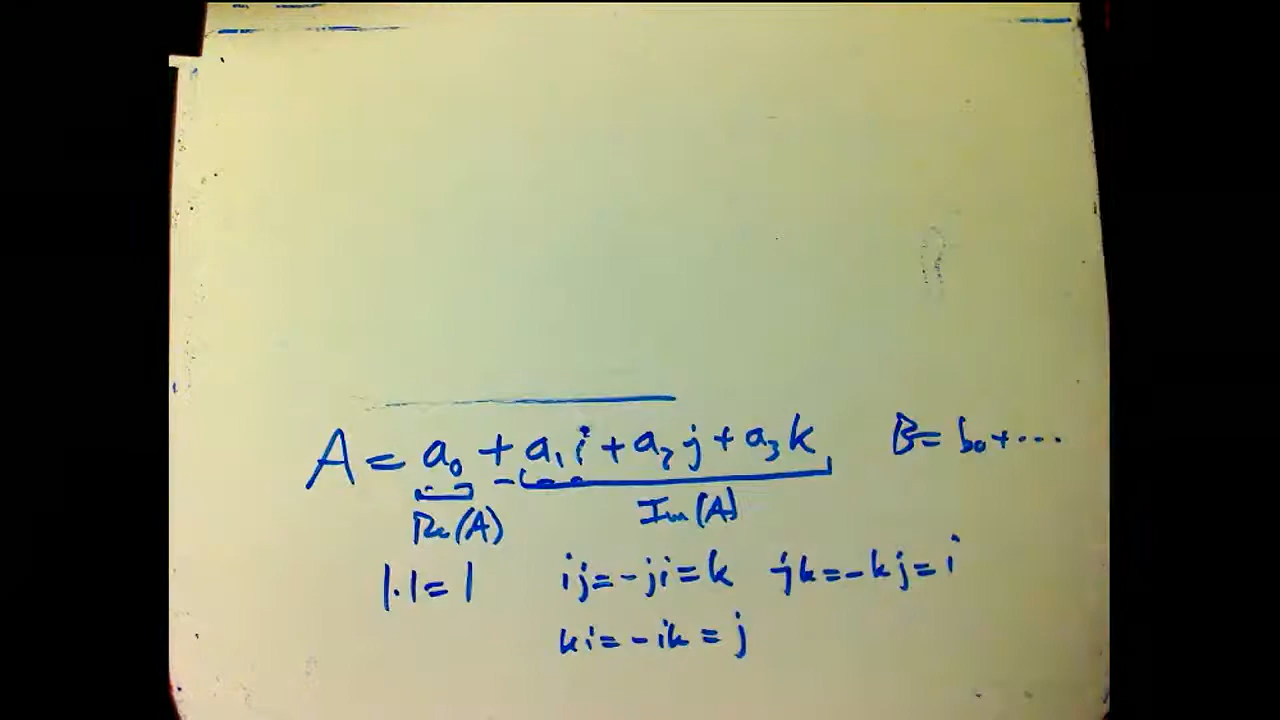 A = a₀ + a₁i + a₂j + a₃k B = b₀ + ...
Re(A) Im(A)
1·1 = 1 ij = -ji = k jk = -kj = i
ki = -ik = j